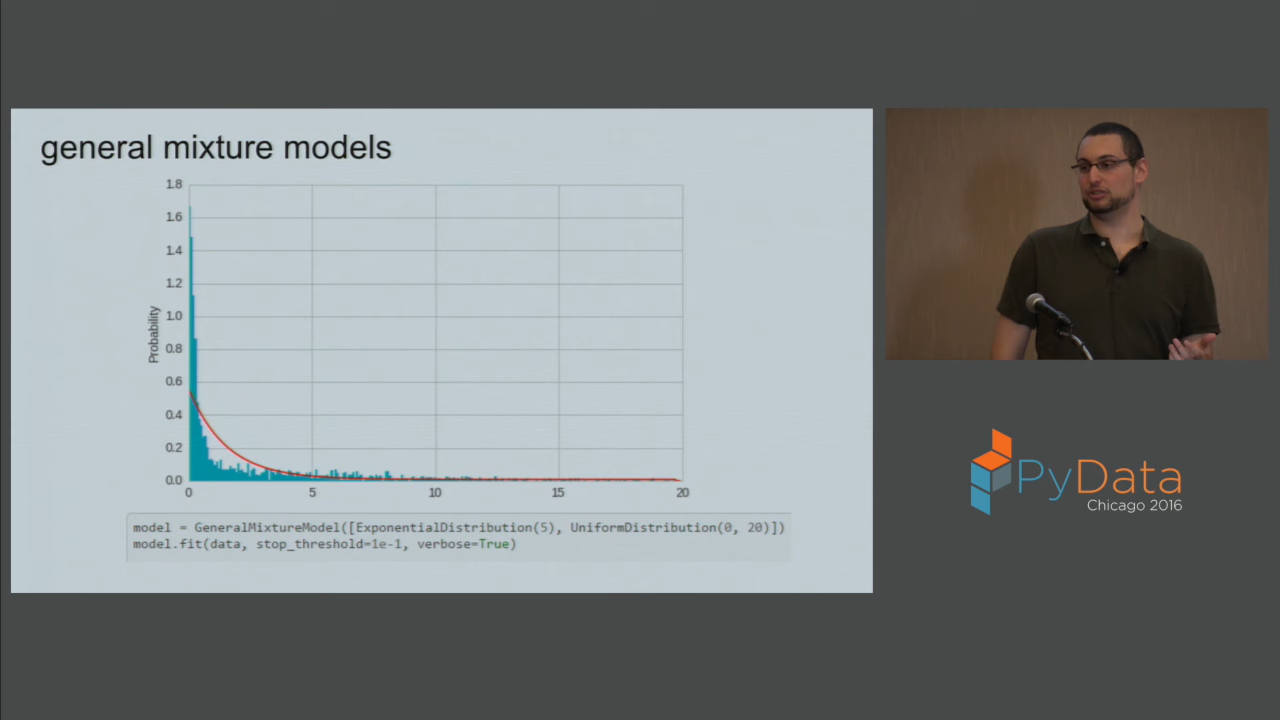 general mixture models
1.8
1.6
1.4
1.2
1.0
0.8
0.6
0.4
0.2
0.0
Probability
0 5 10 15 20
model = GeneralMixtureModel([ExponentialDistribution(5), UniformDistribution(0, 20)])
model.fit(data, stop_threshold=1e-1, verbose=True)
PyData
Chicago 2016